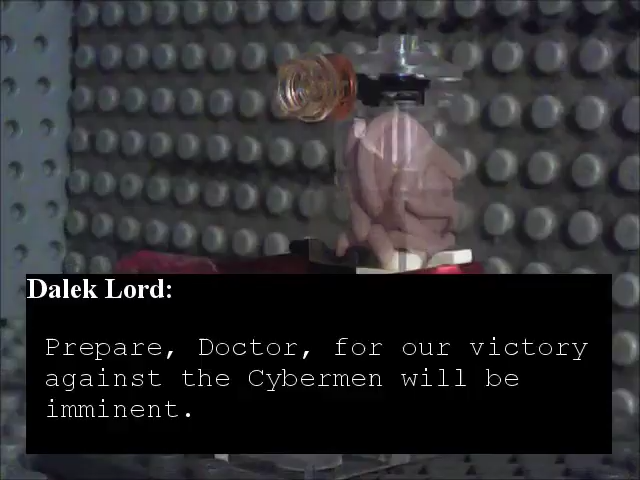 Dalek Lord:
Prepare, Doctor, for our victory
against the Cybermen will be
imminent.